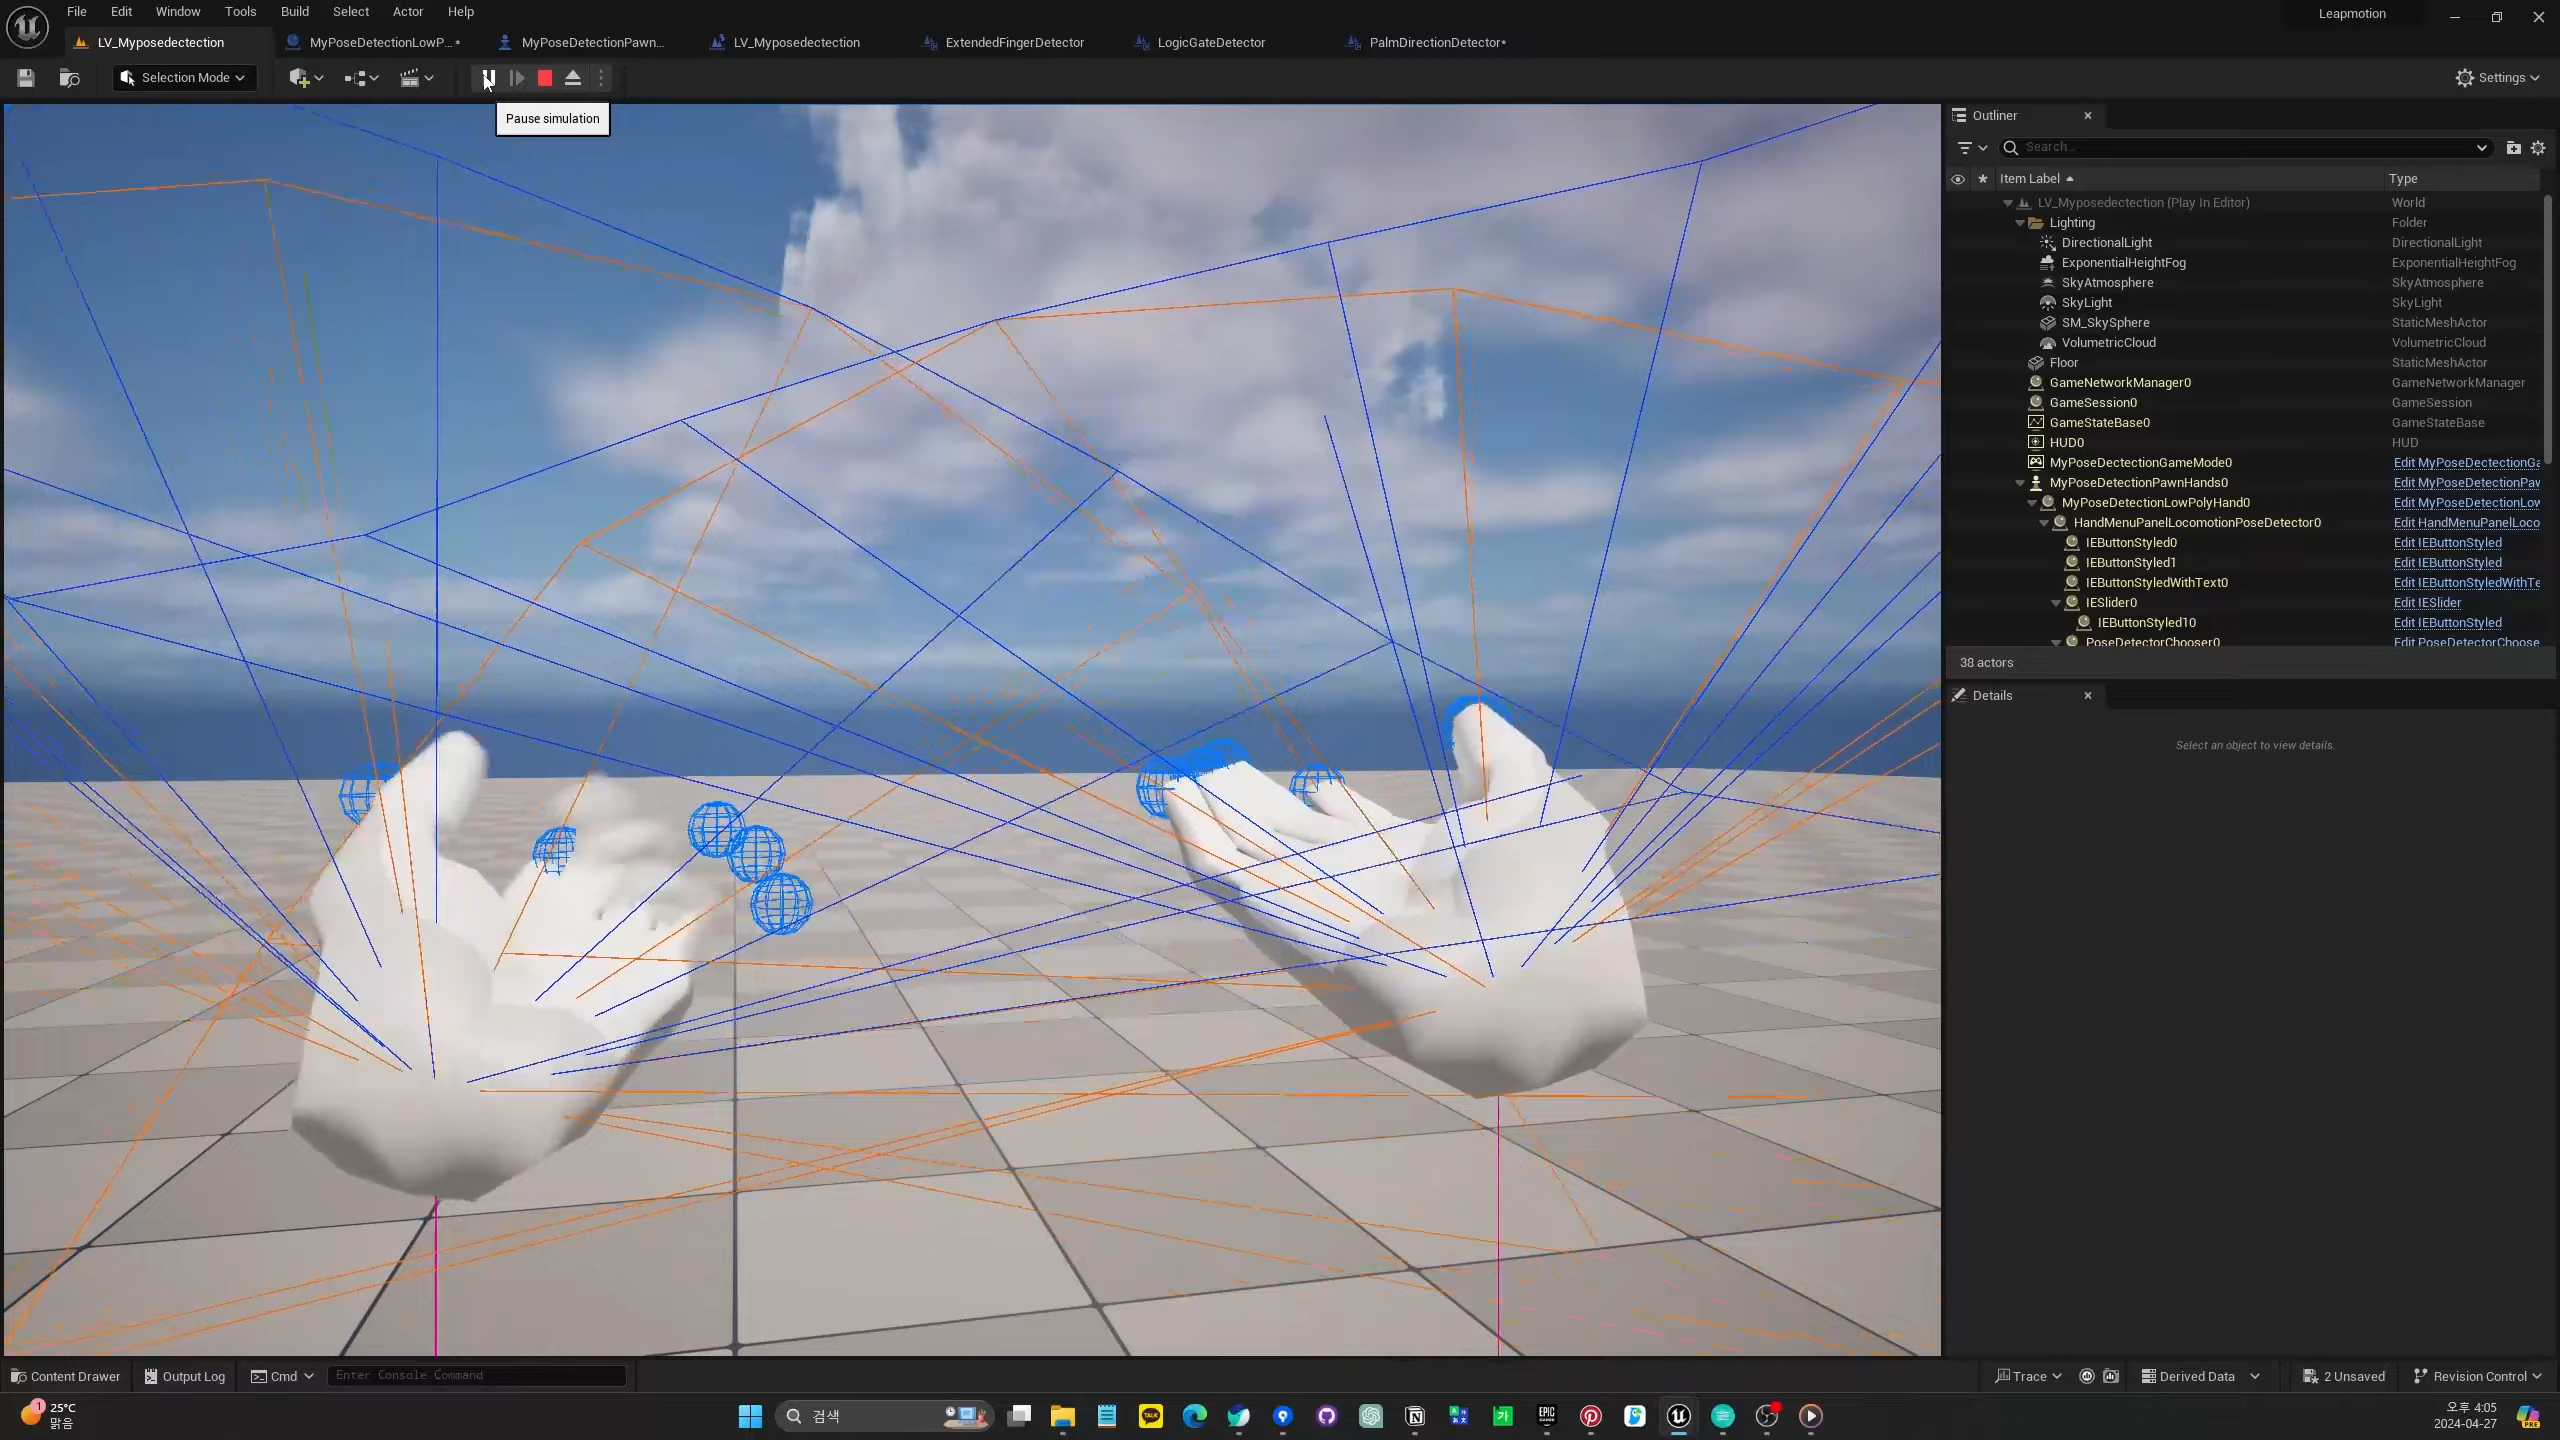 File Edit Window Tools Build Select Actor Help
Leapmotion
LV_Myposedectection
MyPoseDetectionLowP... *
MyPoseDetectionPawn...
LV_Myposedectection
ExtendedFingerDetector
LogicGateDetector
PalmDirectionDetector*
Selection Mode
Settings
Pause simulation
Outliner
Search...
Item Label Type
LV_Myposedectection (Play In Editor) World
Lighting Folder
DirectionalLight DirectionalLight
ExponentialHeightFog ExponentialHeightFog
SkyAtmosphere SkyAtmosphere
SkyLight SkyLight
SM_SkySphere StaticMeshActor
VolumetricCloud VolumetricCloud
Floor StaticMeshActor
GameNetworkManager0 GameNetworkManager
GameSession0 GameSession
GameStateBase0 GameStateBase
HUD0 HUD
MyPoseDectectionGameMode0 Edit MyPoseDectectionGa
MyPoseDetectionPawnHands0 Edit MyPoseDetectionPaw
MyPoseDetectionLowPolyHand0 Edit MyPoseDetectionLow
HandMenuPanelLocomotionPoseDetector0 Edit HandMenuPanelLoco
IEButtonStyled0 Edit IEButtonStyled
IEButtonStyled1 Edit IEButtonStyled
IEButtonStyledWithText0 Edit IEButtonStyledWithTe
IESlider0 Edit IESlider
IEButtonStyled10 Edit IEButtonStyled
PoseDetectorChooser0 Edit PoseDetectorChoose
38 actors
Details
Select an object to view details.
Content Drawer Output Log Cmd Enter Console Command
Trace Derived Data 2 Unsaved Revision Control
1
25°C
맑음
검색
TALK
EPIC
가
오후 4:05
2024-04-27
PRE